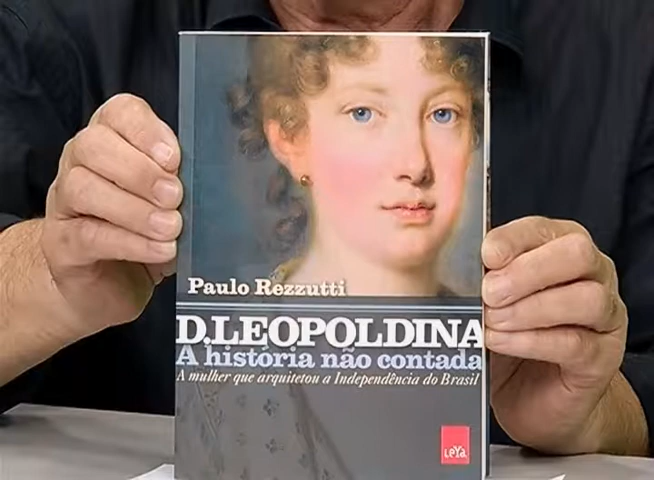 Paulo Rezzutti
D.LEOPOLDINA
A história não contada
A mulher que arquitetou a Independência do Brasil
LeYa